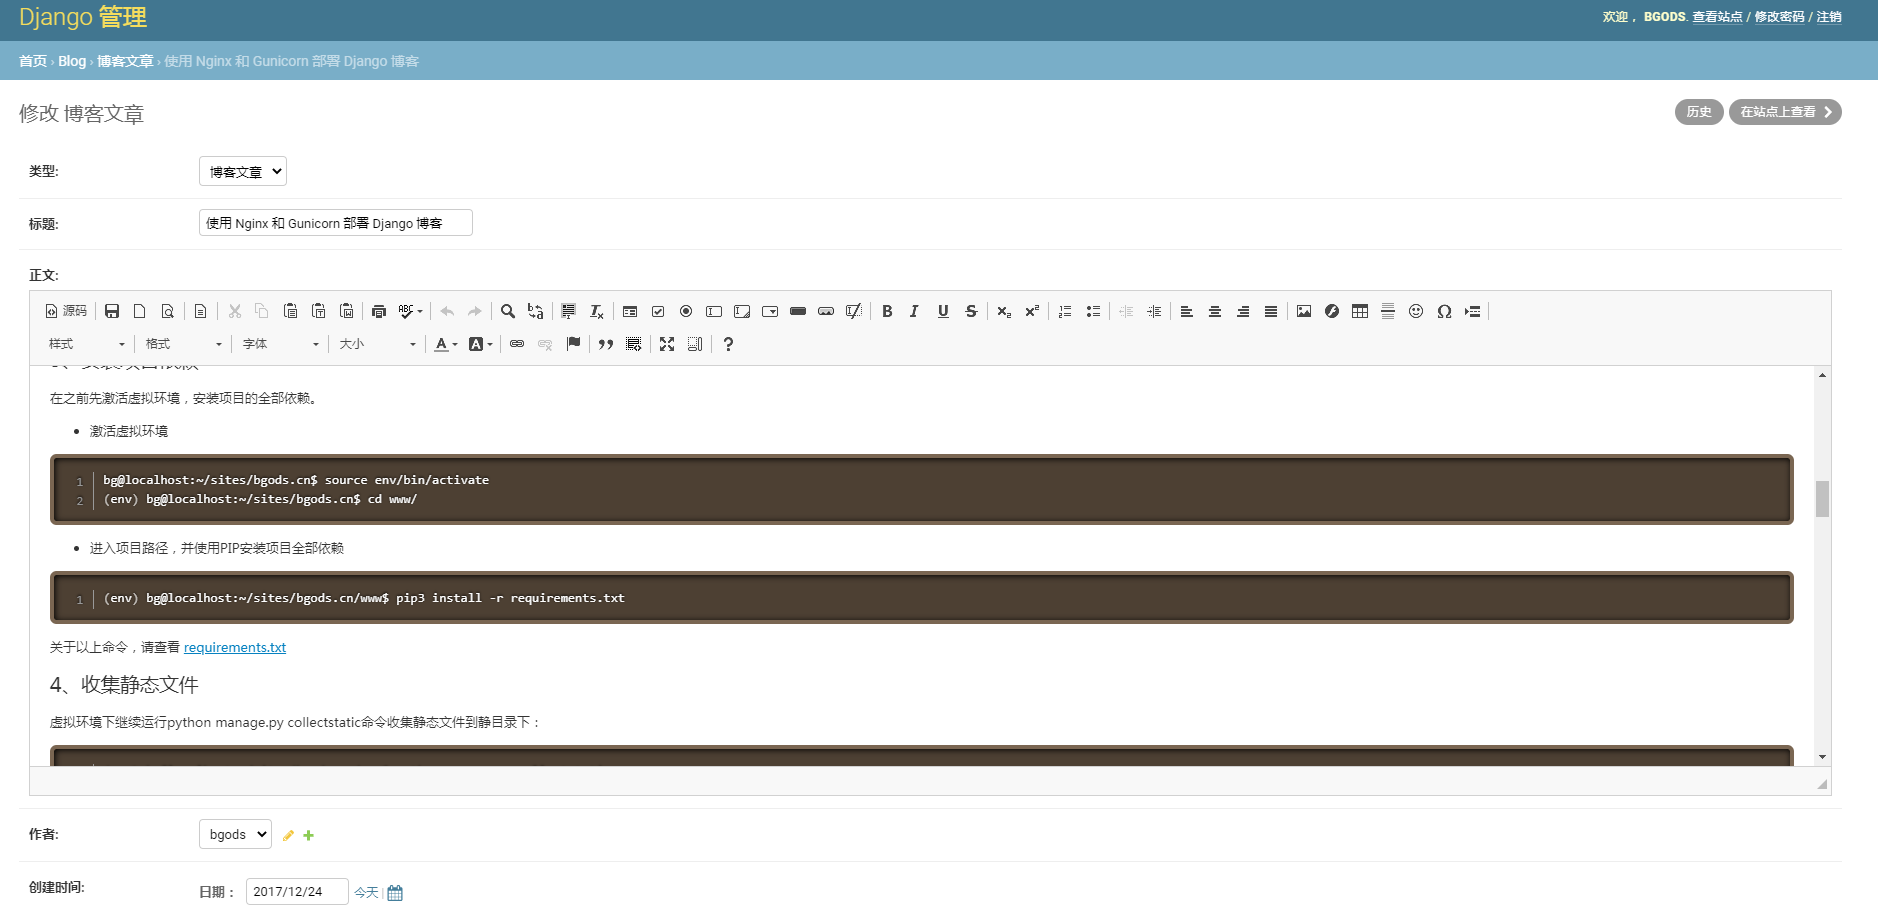 Django 管理
欢迎， BGODS. 查看站点 / 修改密码 / 注销
首页 › Blog › 博客文章 › 使用 Nginx 和 Gunicorn 部署 Django 博客
修改 博客文章
历史
在站点上查看
类型:
博客文章
标题:
使用 Nginx 和 Gunicorn 部署 Django 博客
正文:
源码
样式
格式
字体
大小
在之前先激活虚拟环境，安装项目的全部依赖。
激活虚拟环境
1 bg@localhost:~/sites/bgods.cn$ source env/bin/activate
2 (env) bg@localhost:~/sites/bgods.cn$ cd www/
进入项目路径，并使用PIP安装项目全部依赖
1 (env) bg@localhost:~/sites/bgods.cn/www$ pip3 install -r requirements.txt
关于以上命令，请查看 requirements.txt
4、收集静态文件
虚拟环境下继续运行python manage.py collectstatic命令收集静态文件到静目录下：
作者:
bgods
创建时间:
日期：
2017/12/24
今天